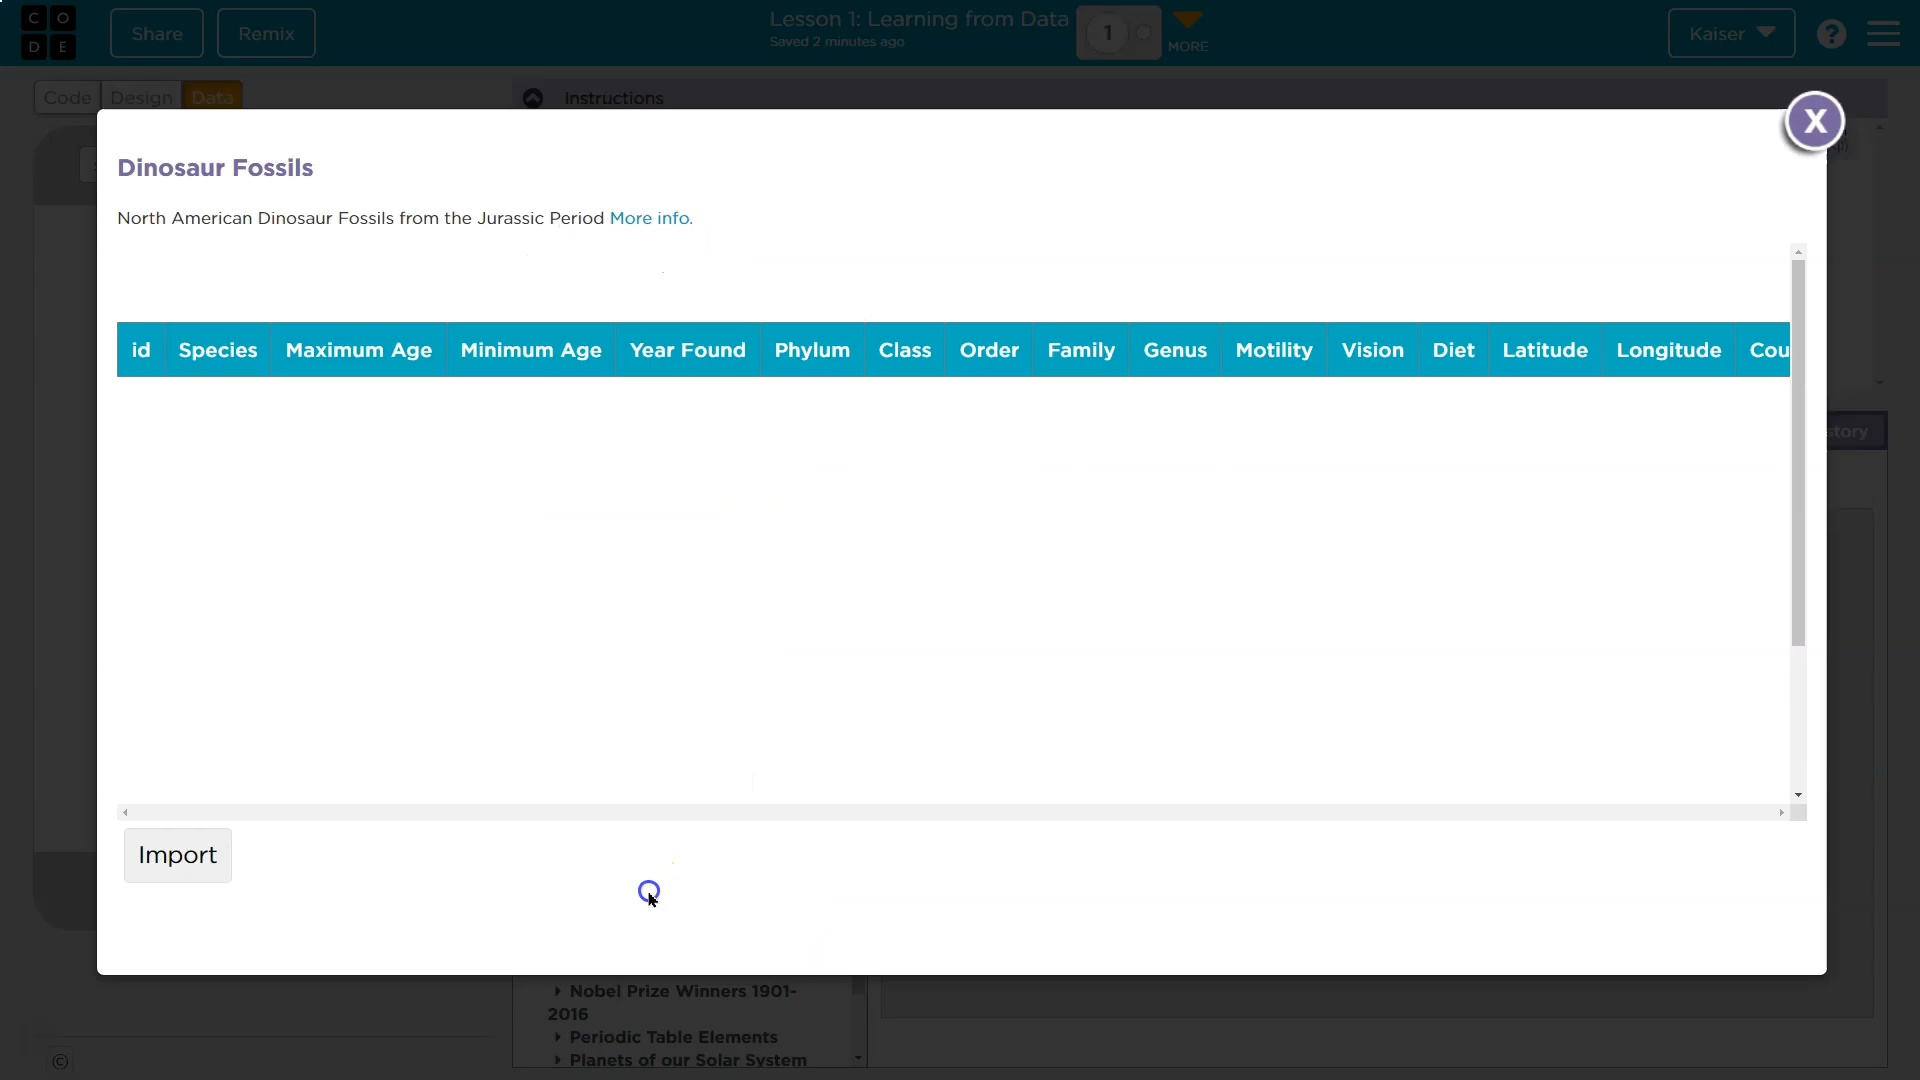 C O
D E
Share
Remix
Lesson 1: Learning from Data
Saved 2 minutes ago
1
MORE
Kaiser
?
Code
Design
Data
Instructions
X
Dinosaur Fossils
North American Dinosaur Fossils from the Jurassic Period More info.
id Species Maximum Age Minimum Age Year Found Phylum Class Order Family Genus Motility Vision Diet Latitude Longitude Cou
story
Import
Nobel Prize Winners 1901-
2016
Periodic Table Elements
Planets of our Solar System
©